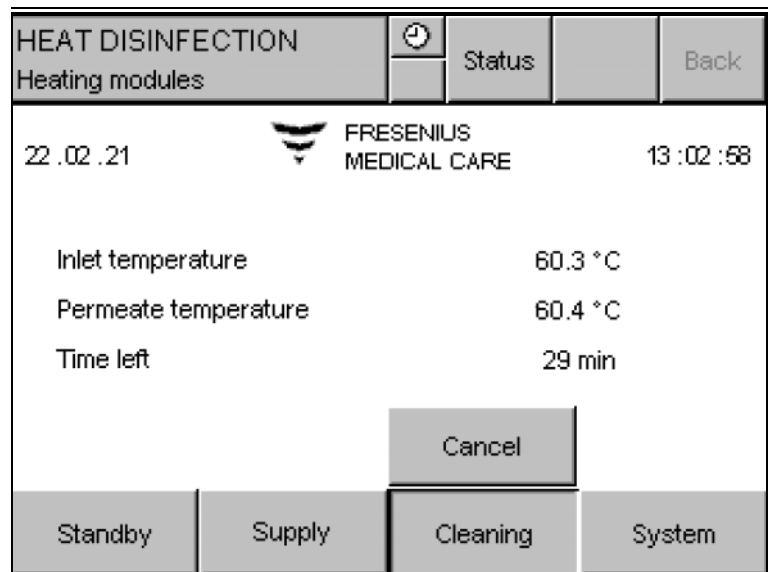 HEAT DISINFECTION
Heating modules
Status
Back
22 .02 .21
FRESENIUS
MEDICAL CARE
13 :02 :58
Inlet temperature 60.3 °C
Permeate temperature 60.4 °C
Time left 29 min
Cancel
Standby Supply Cleaning System